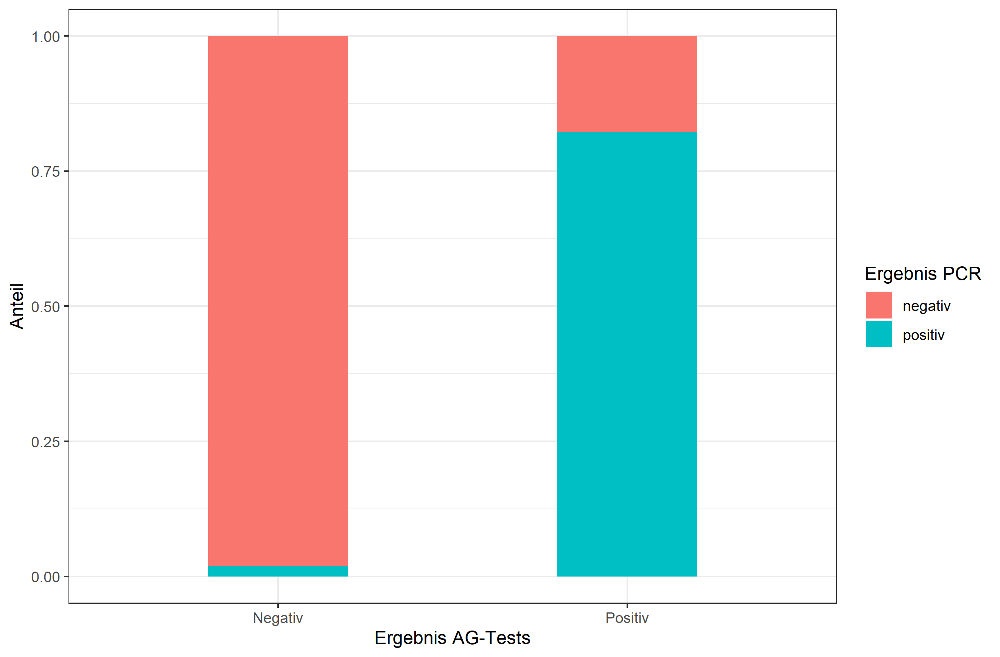 1.00
0.75
0.50
0.25
0.00
Anteil
Negativ
Positiv
Ergebnis AG-Tests
Ergebnis PCR
negativ
positiv